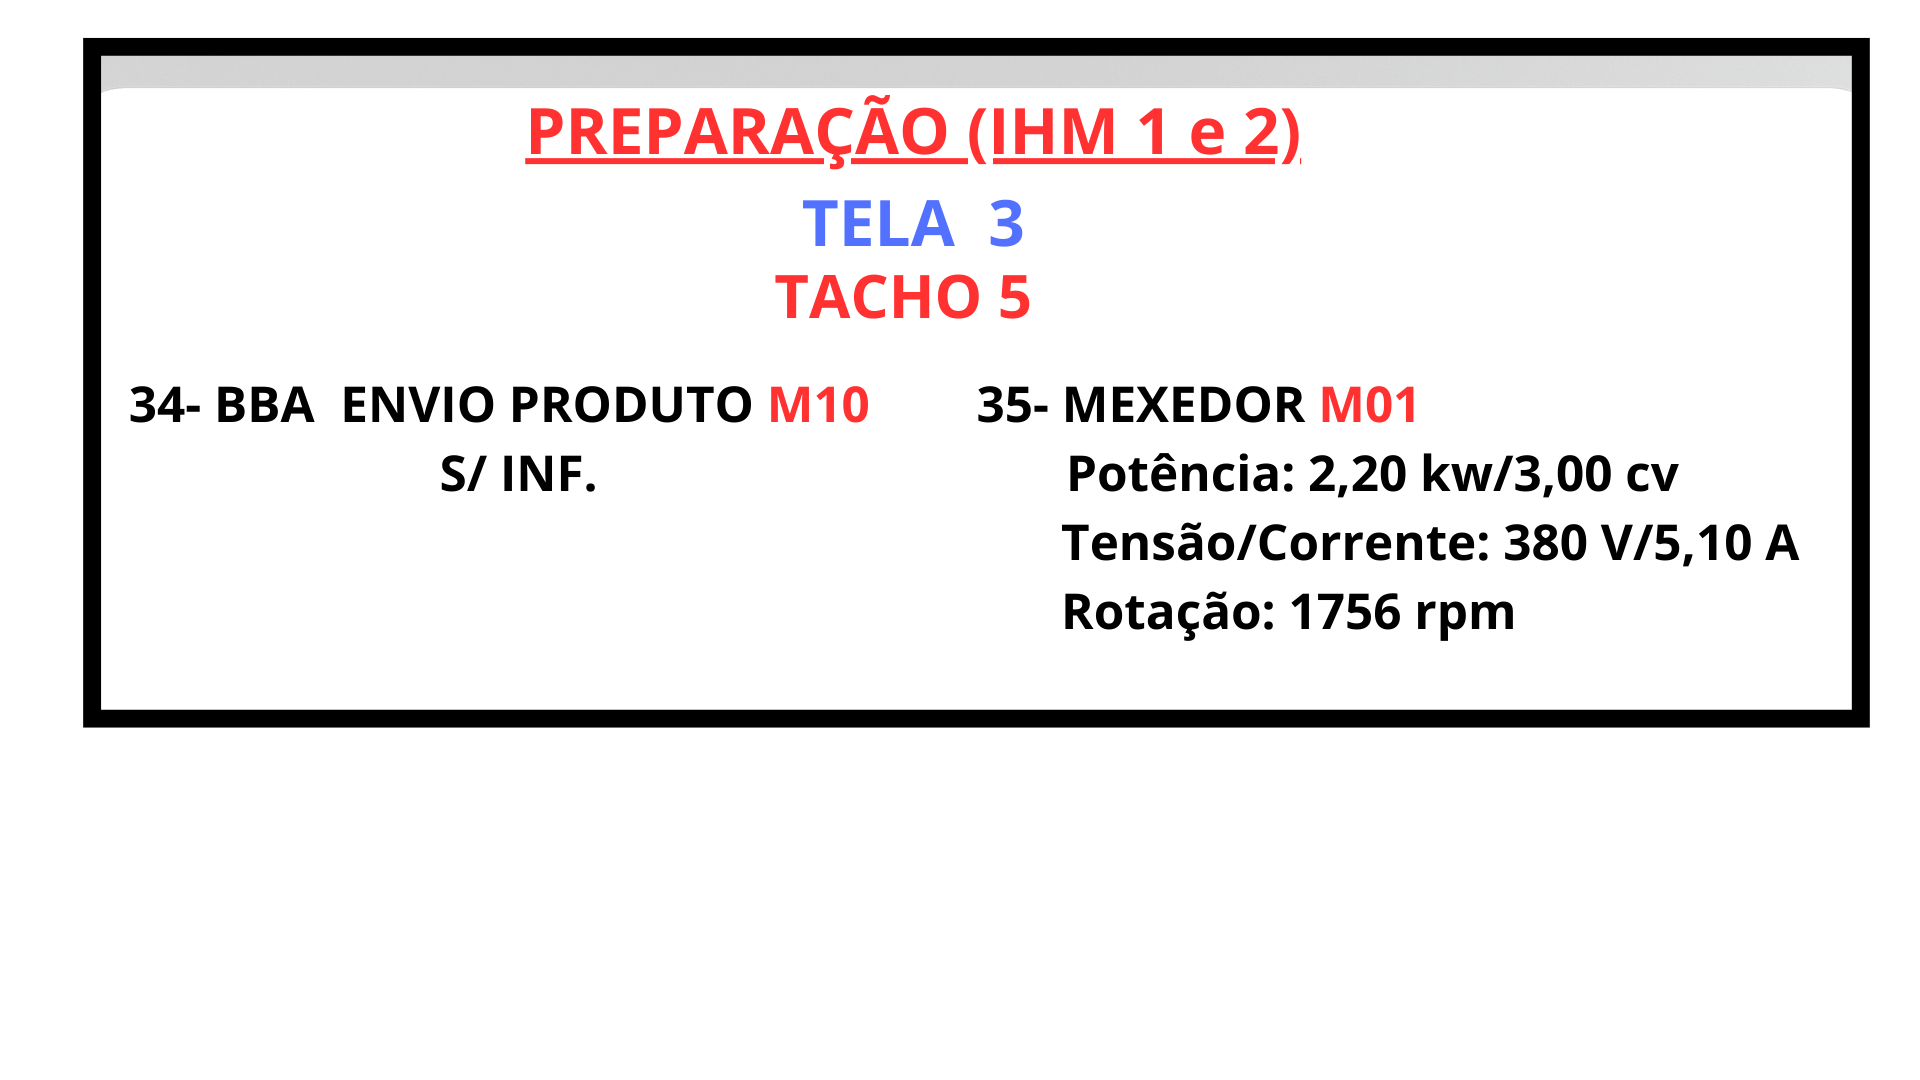 PREPARAÇÃO (IHM 1 e 2)
TELA 3
TACHO 5
34- BBA ENVIO PRODUTO M10
S/ INF.
35- MEXEDOR M01
Potência: 2,20 kw/3,00 cv
Tensão/Corrente: 380 V/5,10 A
Rotação: 1756 rpm